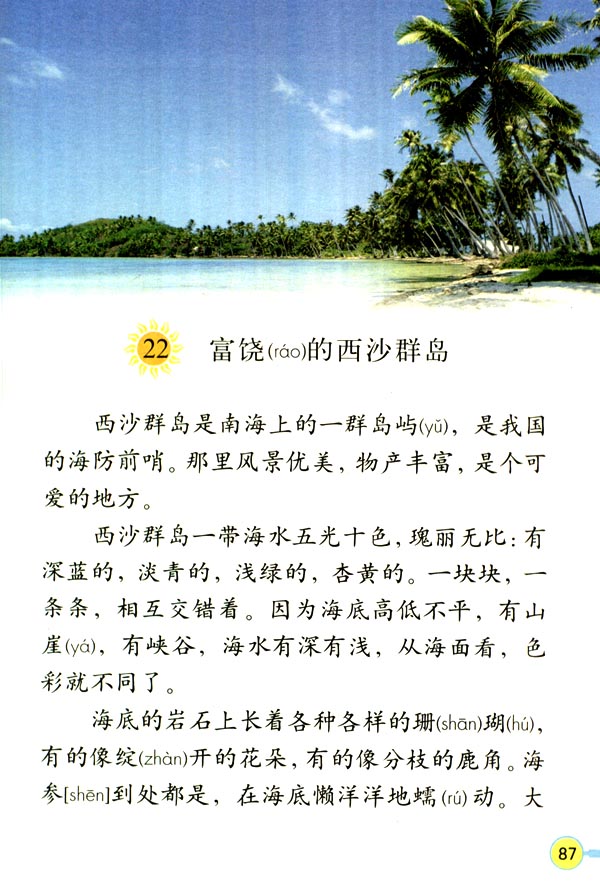 22 富饶(ráo)的西沙群岛
西沙群岛是南海上的一群岛屿(yǔ)，是我国
的海防前哨。那里风景优美，物产丰富，是个可
爱的地方。
西沙群岛一带海水五光十色，瑰丽无比：有
深蓝的，淡青的，浅绿的，杏黄的。一块块，一
条条，相互交错着。因为海底高低不平，有山
崖(yá)，有峡谷，海水有深有浅，从海面看，色
彩就不同了。
海底的岩石上长着各种各样的珊(shān)瑚(hú)，
有的像绽(zhàn)开的花朵，有的像分枝的鹿角。海
参[shēn]到处都是，在海底懒洋洋地蠕(rú)动。大
87